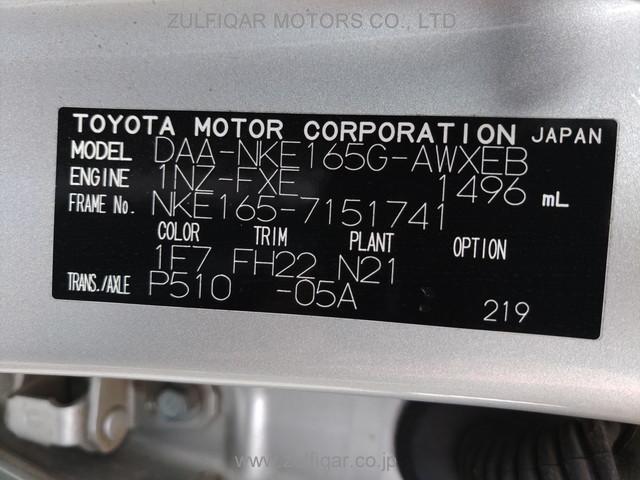 ZULFIQAR MOTORS CO., LTD
TOYOTA MOTOR CORPORATION JAPAN
MODEL DAA-NKE165G-AWXEB
ENGINE 1NZ-FXE 1496 mL
FRAME No. NKE165-7151741
COLOR TRIM PLANT OPTION
1F7 FH22 N21
TRANS./AXLE P510 -05A
219
www.zulfiqar.co.jp